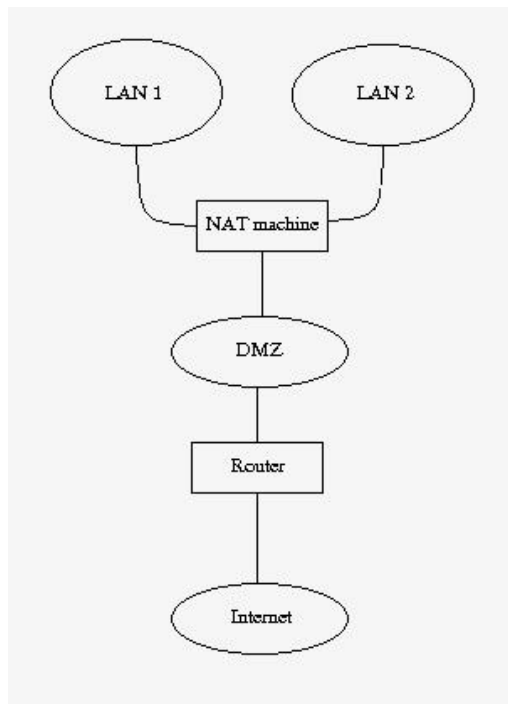 LAN 1
LAN 2
NAT machine
DMZ
Router
Internet